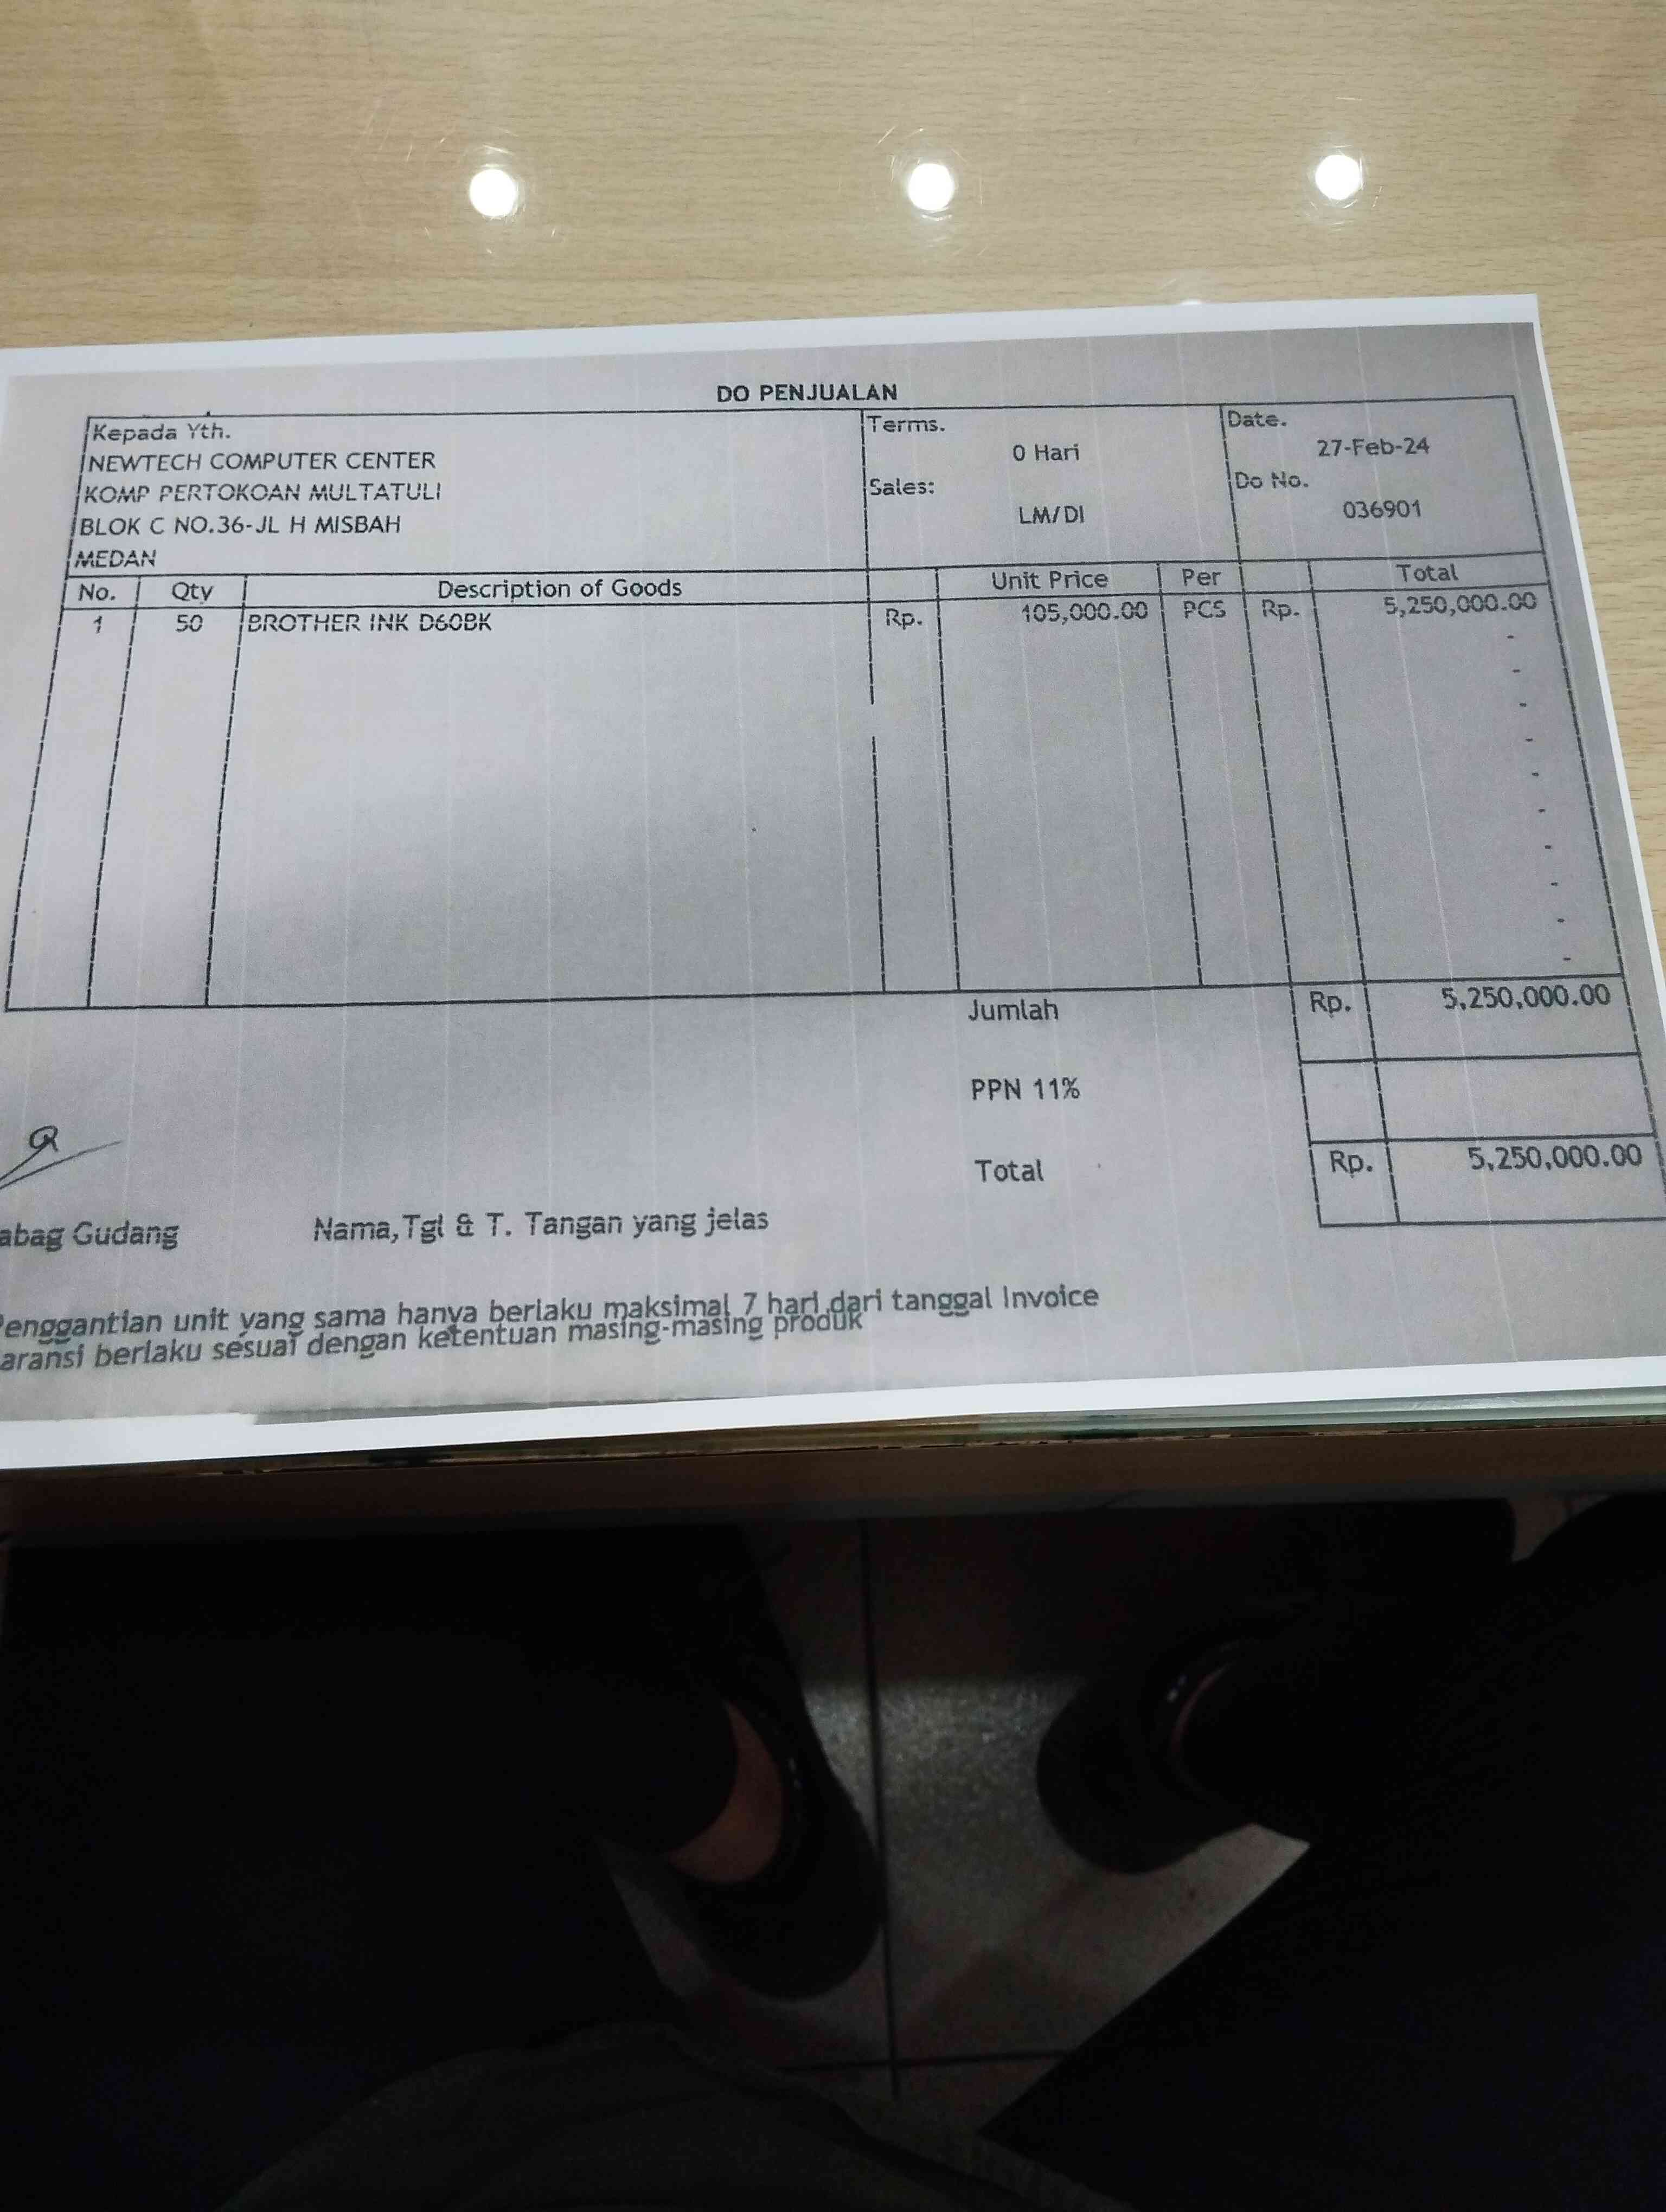 DO PENJUALAN
Kepada Yth.
NEWTECH COMPUTER CENTER
KOMP PERTOKOAN MULTATULI
BLOK C NO.36-JL H MISBAH
MEDAN
Terms.
0 Hari
Sales:
LM/DI
Date.
27-Feb-24
Do No.
036901
No. Qty Description of Goods Unit Price Per Total
1 50 BROTHER INK D60BK Rp. 105,000.00 PCS Rp. 5,250,000.00
-
-
-
-
-
-
-
-
-
-
Jumlah Rp. 5,250,000.00
PPN 11%
Total Rp. 5,250,000.00
abag Gudang Nama,Tgl & T. Tangan yang jelas
Penggantian unit yang sama hanya berlaku maksimal 7 hari dari tanggal Invoice
aransi berlaku sesuai dengan ketentuan masing-masing produk